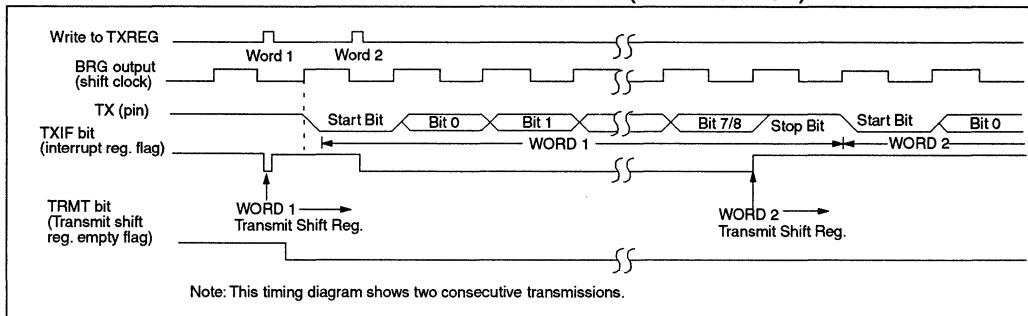 Write to TXREG
Word 1
Word 2
BRG output
(shift clock)
TX (pin)
Start Bit
Bit 0
Bit 1
Bit 7/8
Stop Bit
Start Bit
Bit 0
WORD 1
WORD 2
TXIF bit
(interrupt reg. flag)
WORD 1
Transmit Shift Reg.
WORD 2
Transmit Shift Reg.
TRMT bit
(Transmit shift
reg. empty flag)
Note: This timing diagram shows two consecutive transmissions.